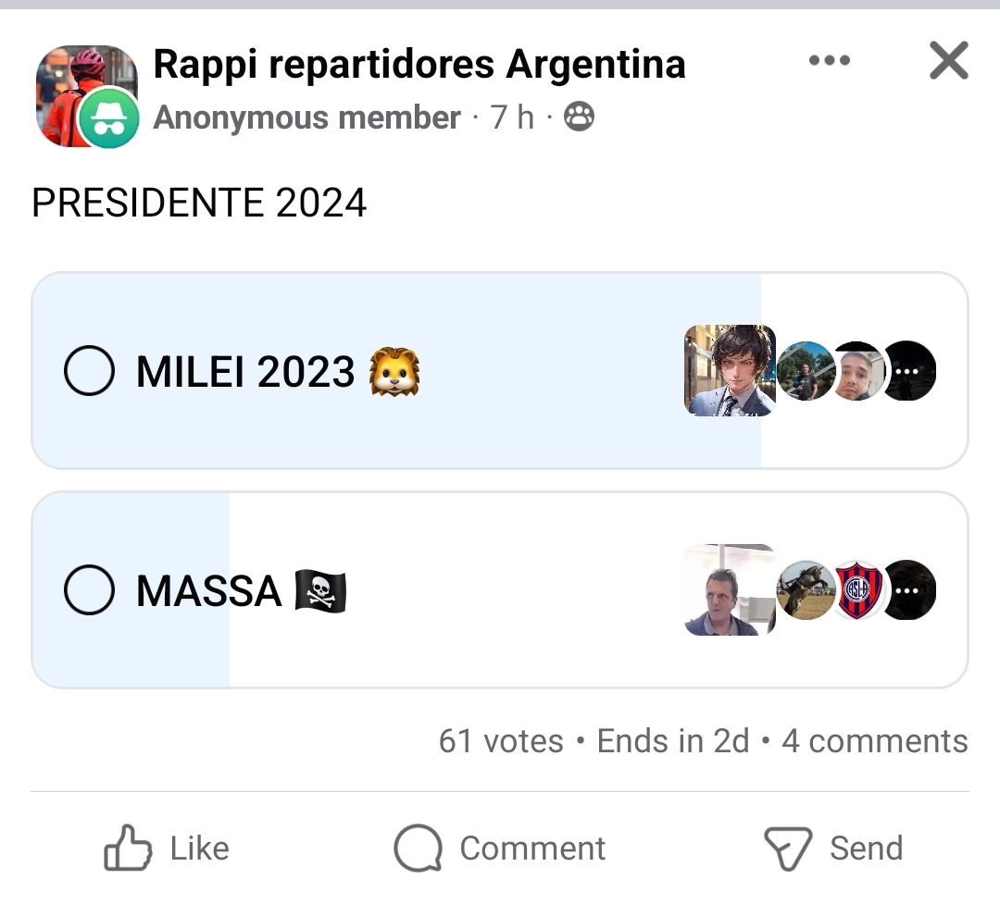 Rappi repartidores Argentina
Anonymous member · 7 h ·
PRESIDENTE 2024
MILEI 2023 🦁
MASSA 🏴‍☠️
61 votes • Ends in 2d • 4 comments
Like
Comment
Send